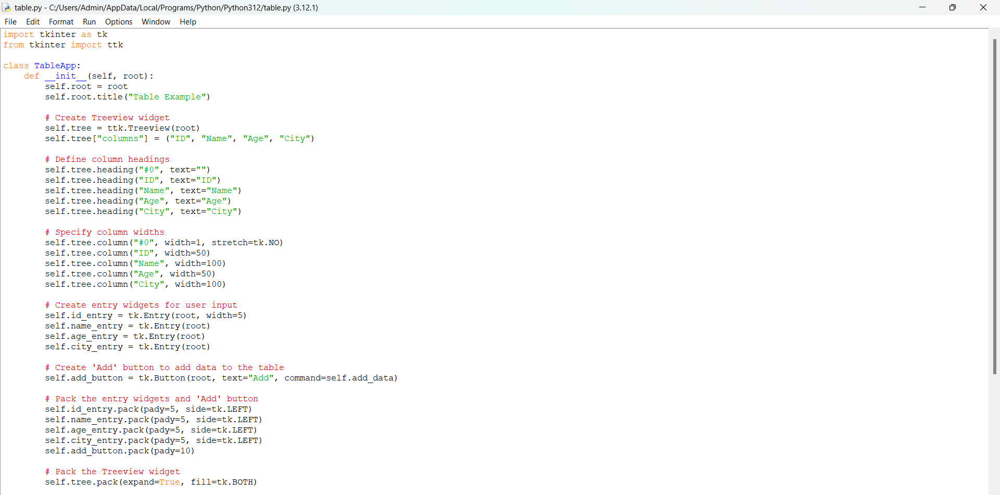 table.py - C:/Users/Admin/AppData/Local/Programs/Python/Python312/table.py (3.12.1)
File Edit Format Run Options Window Help
import tkinter as tk
from tkinter import ttk

class TableApp:
    def __init__(self, root):
        self.root = root
        self.root.title("Table Example")

        # Create Treeview widget
        self.tree = ttk.Treeview(root)
        self.tree["columns"] = ("ID", "Name", "Age", "City")

        # Define column headings
        self.tree.heading("#0", text="")
        self.tree.heading("ID", text="ID")
        self.tree.heading("Name", text="Name")
        self.tree.heading("Age", text="Age")
        self.tree.heading("City", text="City")

        # Specify column widths
        self.tree.column("#0", width=1, stretch=tk.NO)
        self.tree.column("ID", width=50)
        self.tree.column("Name", width=100)
        self.tree.column("Age", width=50)
        self.tree.column("City", width=100)

        # Create entry widgets for user input
        self.id_entry = tk.Entry(root, width=5)
        self.name_entry = tk.Entry(root)
        self.age_entry = tk.Entry(root)
        self.city_entry = tk.Entry(root)

        # Create 'Add' button to add data to the table
        self.add_button = tk.Button(root, text="Add", command=self.add_data)

        # Pack the entry widgets and 'Add' button
        self.id_entry.pack(pady=5, side=tk.LEFT)
        self.name_entry.pack(pady=5, side=tk.LEFT)
        self.age_entry.pack(pady=5, side=tk.LEFT)
        self.city_entry.pack(pady=5, side=tk.LEFT)
        self.add_button.pack(pady=10)

        # Pack the Treeview widget
        self.tree.pack(expand=True, fill=tk.BOTH)